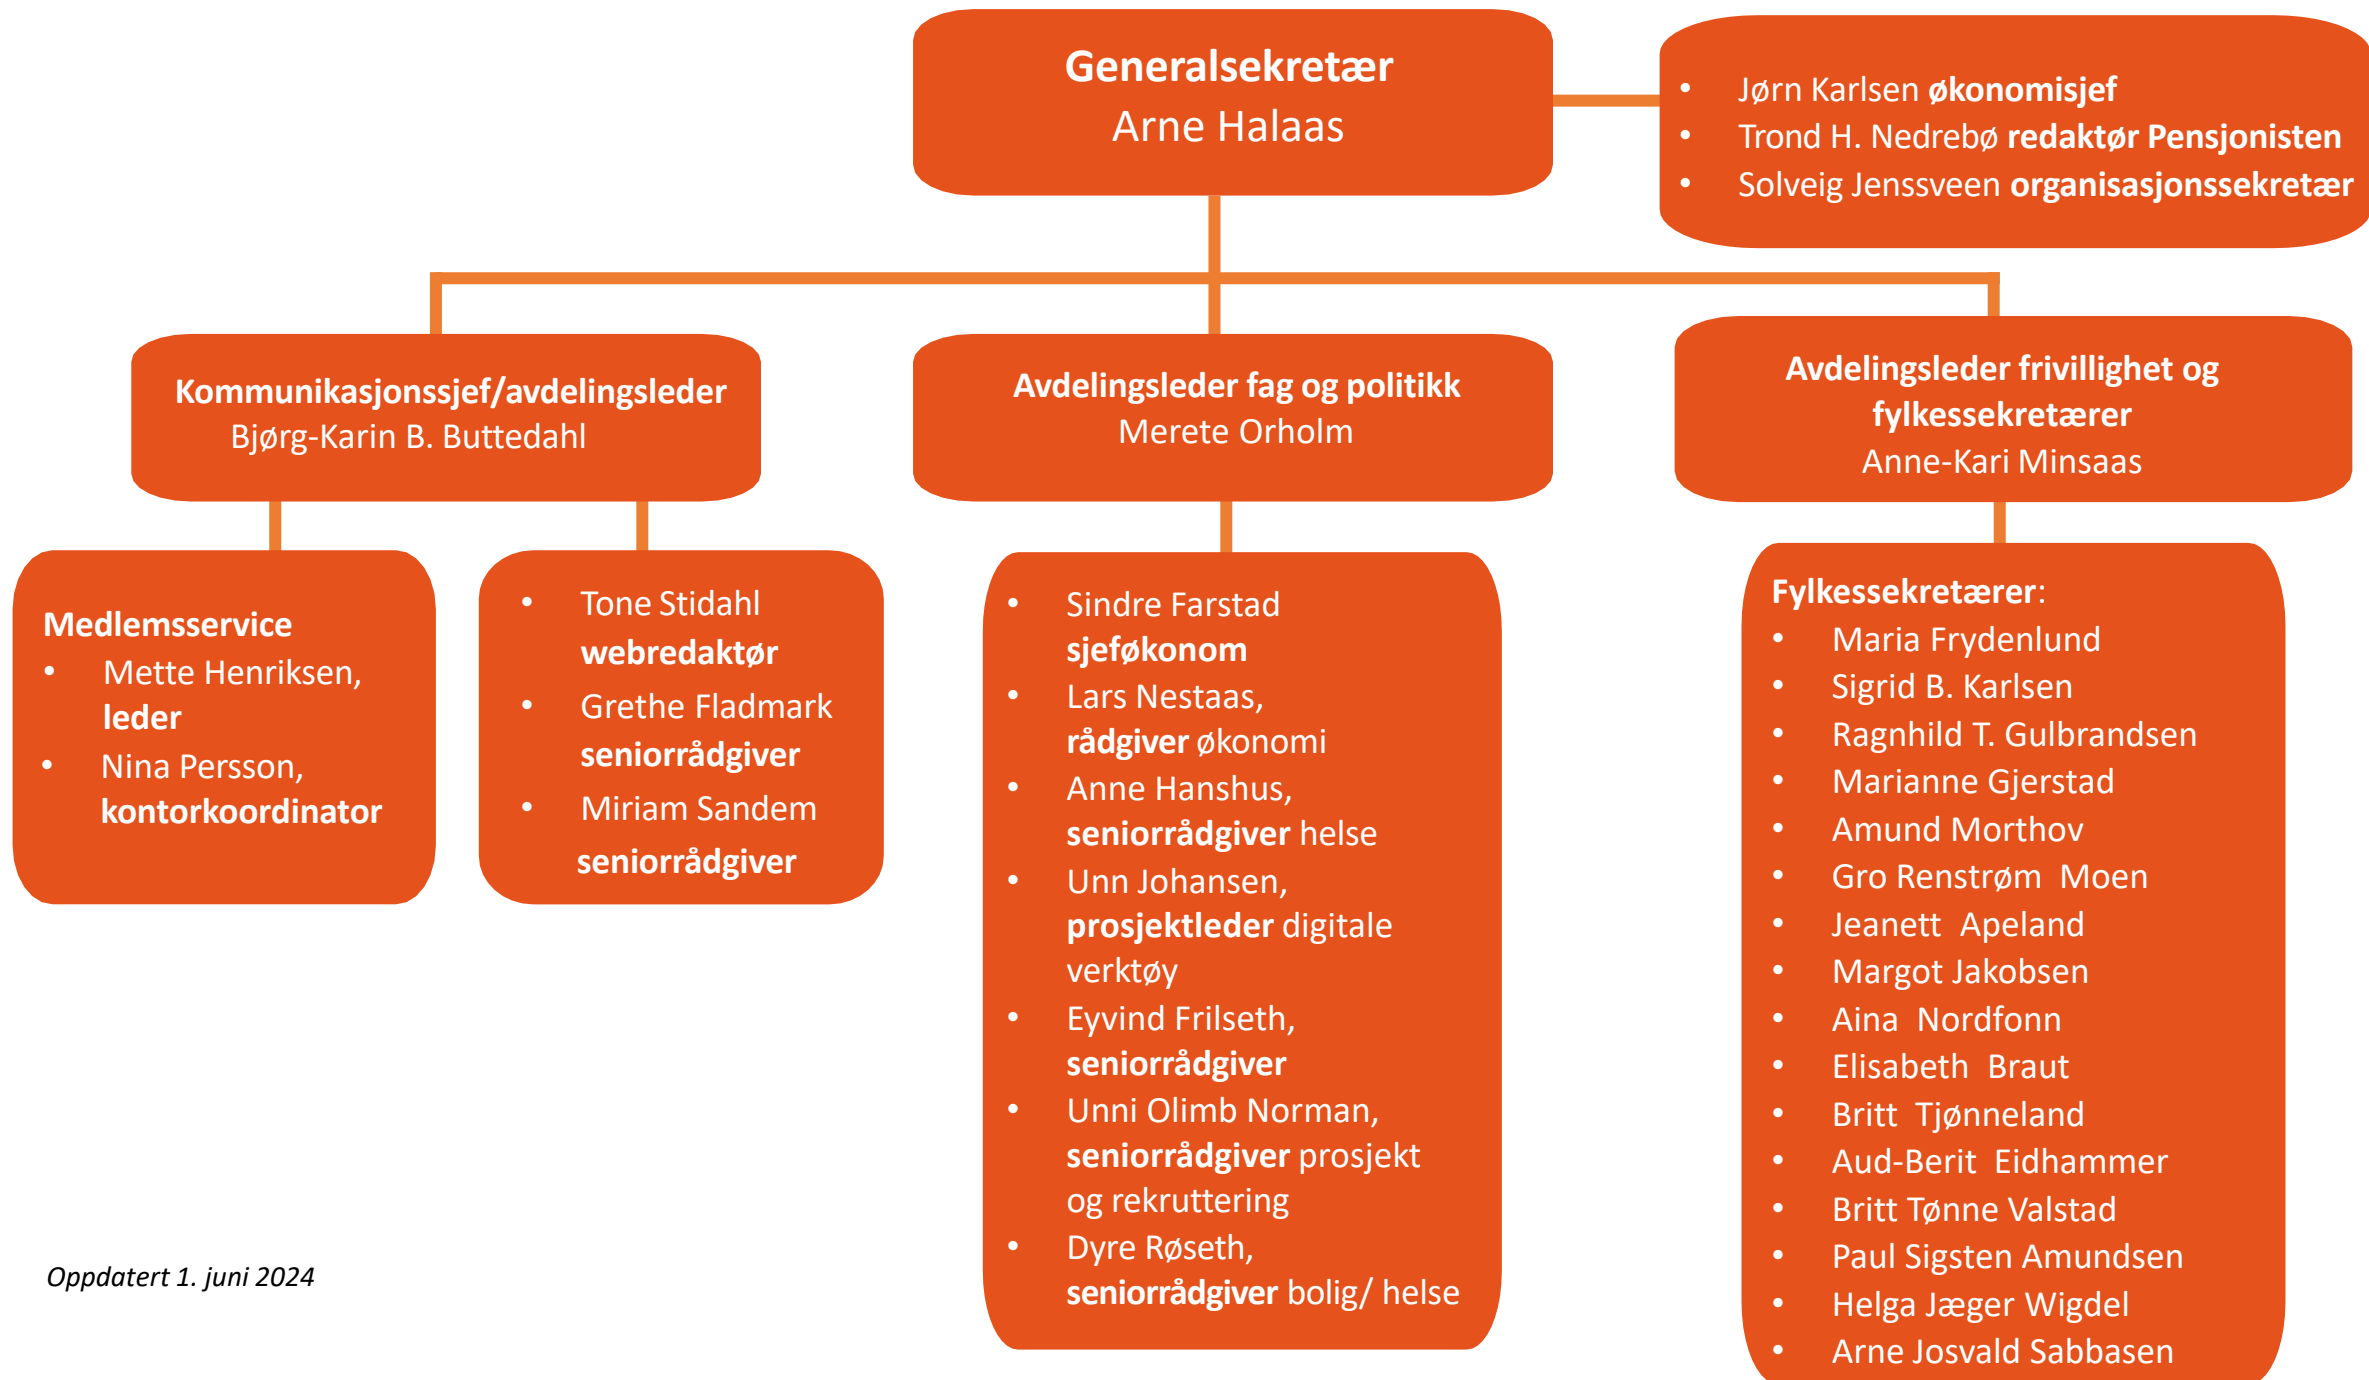 Generalsekretær
Arne Halaas
• Jørn Karlsen økonomisjef
• Trond H. Nedrebø redaktør Pensjonisten
• Solveig Jenssveen organisasjonssekretær
Kommunikasjonssjef/avdelingsleder
Bjørg-Karin B. Buttedahl
Avdelingsleder fag og politikk
Merete Orholm
Avdelingsleder frivillighet og
fylkessekretærer
Anne-Kari Minsaas
Medlemsservice
• Mette Henriksen,
leder
• Nina Persson,
kontorkoordinator
• Tone Stidahl
webredaktør
• Grethe Fladmark
seniorrådgiver
• Miriam Sandem
seniorrådgiver
• Sindre Farstad
sjeføkonom
• Lars Nestaas,
rådgiver økonomi
• Anne Hanshus,
seniorrådgiver helse
• Unn Johansen,
prosjektleder digitale
verktøy
• Eyvind Frilseth,
seniorrådgiver
• Unni Olimb Norman,
seniorrådgiver prosjekt
og rekruttering
• Dyre Røseth,
seniorrådgiver bolig/ helse
Fylkessekretærer:
• Maria Frydenlund
• Sigrid B. Karlsen
• Ragnhild T. Gulbrandsen
• Marianne Gjerstad
• Amund Morthov
• Gro Renstrøm  Moen
• Jeanett  Apeland
• Margot Jakobsen
• Aina  Nordfonn
• Elisabeth  Braut
• Britt  Tjønneland
• Aud-Berit  Eidhammer
• Britt Tønne Valstad
• Paul Sigsten Amundsen
• Helga Jæger Wigdel
• Arne Josvald Sabbasen
Oppdatert 1. juni 2024